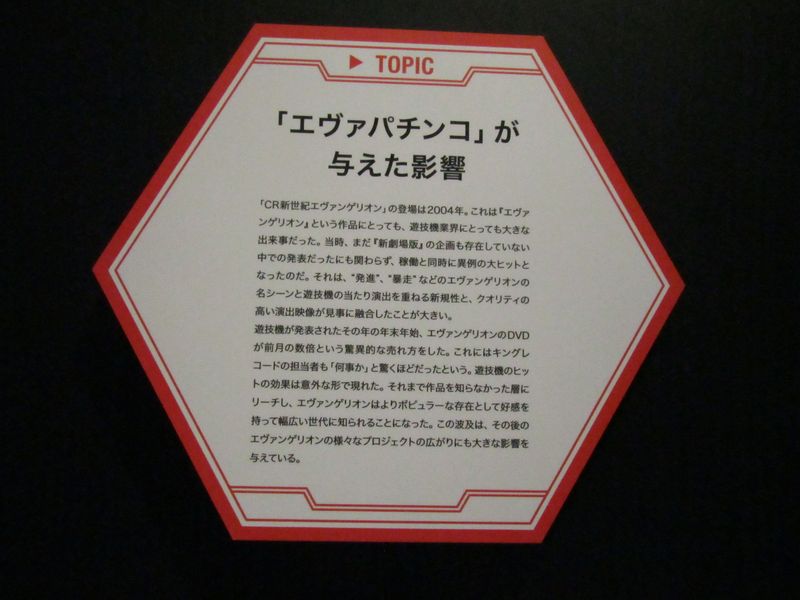 ▶ TOPIC
「エヴァパチンコ」が
与えた影響
「CR新世紀エヴァンゲリオン」の登場は2004年。これは『エヴァ
ンゲリオン』という作品にとっても、遊技機業界にとっても大きな
出来事だった。当時、まだ『新劇場版』の企画も存在していない
中での発表だったにも関わらず、稼働と同時に異例の大ヒットと
なったのだ。それは、“発進”、“暴走”などのエヴァンゲリオンの
名シーンと遊技機の当たり演出を重ねる新規性と、クオリティの
高い演出映像が見事に融合したことが大きい。
遊技機が発表されたその年の年末年始、エヴァンゲリオンのDVD
が前月の数倍という驚異的な売れ方をした。これにはキングレ
コードの担当者も「何事か」と驚くほどだったという。遊技機のヒッ
トの効果は意外な形で現れた。それまで作品を知らなかった層に
リーチし、エヴァンゲリオンはよりポピュラーな存在として好感を
持って幅広い世代に知られることになった。この波及は、その後の
エヴァンゲリオンの様々なプロジェクトの広がりにも大きな影響を
与えている。